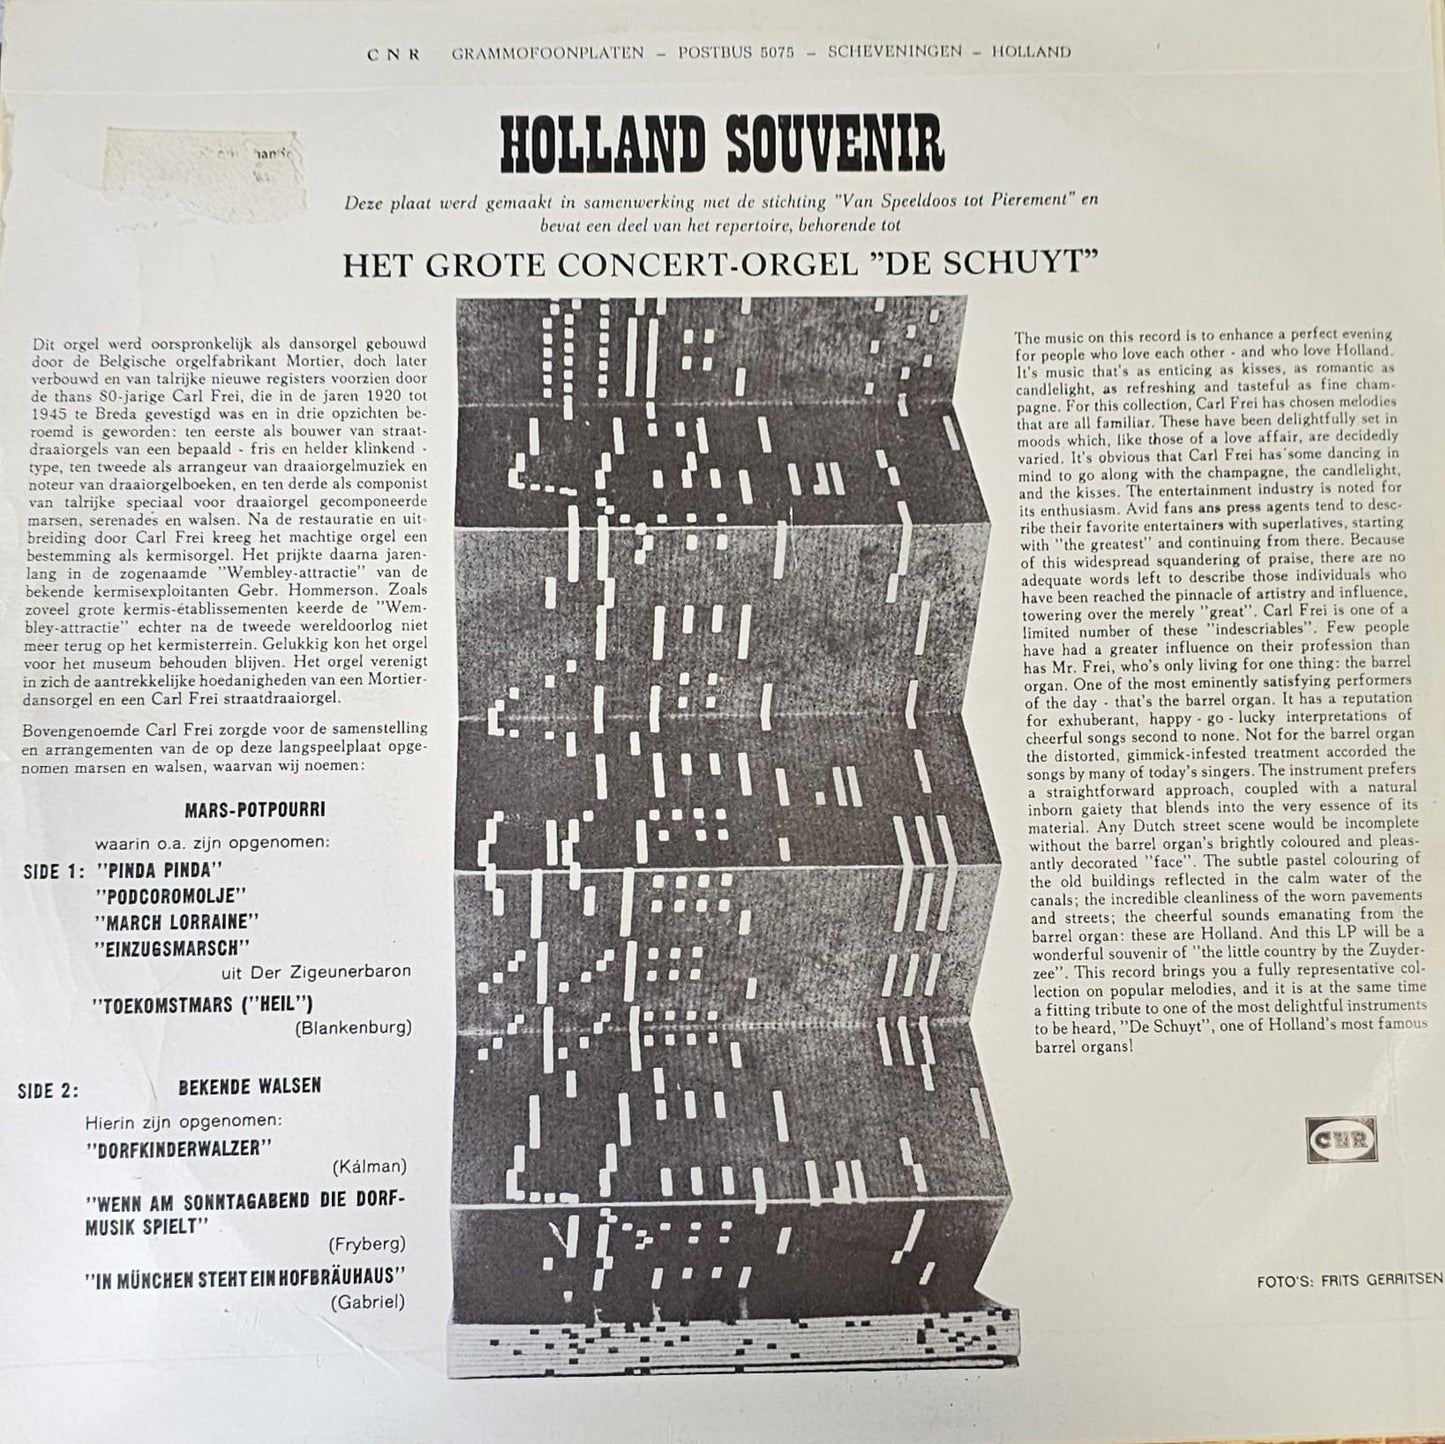 CNR GRAMMOFOONPLATEN – POSTBUS 5075 – SCHEVENINGEN – HOLLAND
HOLLAND SOUVENIR
Deze plaat werd gemaakt in samenwerking met de stichting "Van Speeldoos tot Pierement" en
bevat een deel van het repertoire, behorende tot
HET GROTE CONCERT-ORGEL ”DE SCHUYT”
Dit orgel werd oorspronkelijk als dansorgel gebouwd
door de Belgische orgelfabrikant Mortier, doch later
verbouwd en van talrijke nieuwe registers voorzien door
de thans 80-jarige Carl Frei, die in de jaren 1920 tot
1945 te Breda gevestigd was en in drie opzichten be-
roemd is geworden: ten eerste als bouwer van straat-
draaiorgels van een bepaald - fris en helder klinkend -
type, ten tweede als arrangeur van draaiorgelmuziek en
noteur van draaiorgelboeken, en ten derde als componist
van talrijke speciaal voor draaiorgel gecomponeerde
marsen, serenades en walsen. Na de restauratie en uit-
breiding door Carl Frei kreeg het machtige orgel een
bestemming als kermisorgel. Het prijkte daarna jaren-
lang in de zogenaamde ”Wembley-attractie” van de
bekende kermisexploitanten Gebr. Hommerson. Zoals
zoveel grote kermis-établissementen keerde de ”Wem-
bley-attractie” echter na de tweede wereldoorlog niet
meer terug op het kermisterrein. Gelukkig kon het orgel
voor het museum behouden blijven. Het orgel verenigt
in zich de aantrekkelijke hoedanigheden van een Mortier-
dansorgel en een Carl Frei straatdraaiorgel.
Bovengenoemde Carl Frei zorgde voor de samenstelling
en arrangementen van de op deze langspeelplaat opge-
nomen marsen en walsen, waarvan wij noemen:
MARS-POTPOURRI
waarin o.a. zijn opgenomen:
SIDE 1: ”PINDA PINDA”
”PODCOROMOLJE”
”MARCH LORRAINE”
”EINZUGSMARSCH”
uit Der Zigeunerbaron
”TOEKOMSTMARS (”HEIL”)
(Blankenburg)
SIDE 2: BEKENDE WALSEN
Hierin zijn opgenomen:
”DORFKINDERWALZER”
(Kálman)
”WENN AM SONNTAGABEND DIE DORF-
MUSIK SPIELT”
(Fryberg)
”IN MÜNCHEN STEHT EIN HOFBRÄUHAUS”
(Gabriel)
The music on this record is to enhance a perfect evening
for people who love each other - and who love Holland.
It's music that's as enticing as kisses, as romantic as
candlelight, as refreshing and tasteful as fine cham-
pagne. For this collection, Carl Frei has chosen melodies
that are all familiar. These have been delightfully set in
moods which, like those of a love affair, are decidedly
varied. It's obvious that Carl Frei has some dancing in
mind to go along with the champagne, the candlelight,
and the kisses. The entertainment industry is noted for
its enthusiasm. Avid fans ans press agents tend to desc-
ribe their favorite entertainers with superlatives, starting
with ”the greatest” and continuing from there. Because
of this widespread squandering of praise, there are no
adequate words left to describe those individuals who
have been reached the pinnacle of artistry and influence,
towering over the merely ”great”. Carl Frei is one of a
limited number of these ”indescriables”. Few people
have had a greater influence on their profession than
has Mr. Frei, who's only living for one thing: the barrel
organ. One of the most eminently satisfying performers
of the day - that's the barrel organ. It has a reputation
for exhuberant, happy - go - lucky interpretations of
cheerful songs second to none. Not for the barrel organ
the distorted, gimmick-infested treatment accorded the
songs by many of today's singers. The instrument prefers
a straightforward approach, coupled with a natural
inborn gaiety that blends into the very essence of its
material. Any Dutch street scene would be incomplete
without the barrel organ's brightly coloured and pleas-
antly decorated ”face”. The subtle pastel colouring of
the old buildings reflected in the calm water of the
canals; the incredible cleanliness of the worn pavements
and streets; the cheerful sounds emanating from the
barrel organ: these are Holland. And this LP will be a
wonderful souvenir of ”the little country by the Zuyder-
zee”. This record brings you a fully representative col-
lection on popular melodies, and it is at the same time
a fitting tribute to one of the most delightful instruments
to be heard, ”De Schuyt”, one of Holland's most famous
barrel organs!
CNR
FOTO'S: FRITS GERRITSEN